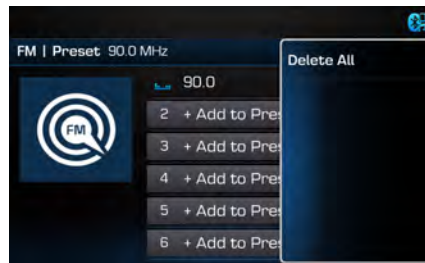 FM | Preset 90.0 MHz
Delete All
90.0
FM
2 + Add to Pres
3 + Add to Pres
4 + Add to Pres
5 + Add to Pres
6 + Add to Pres